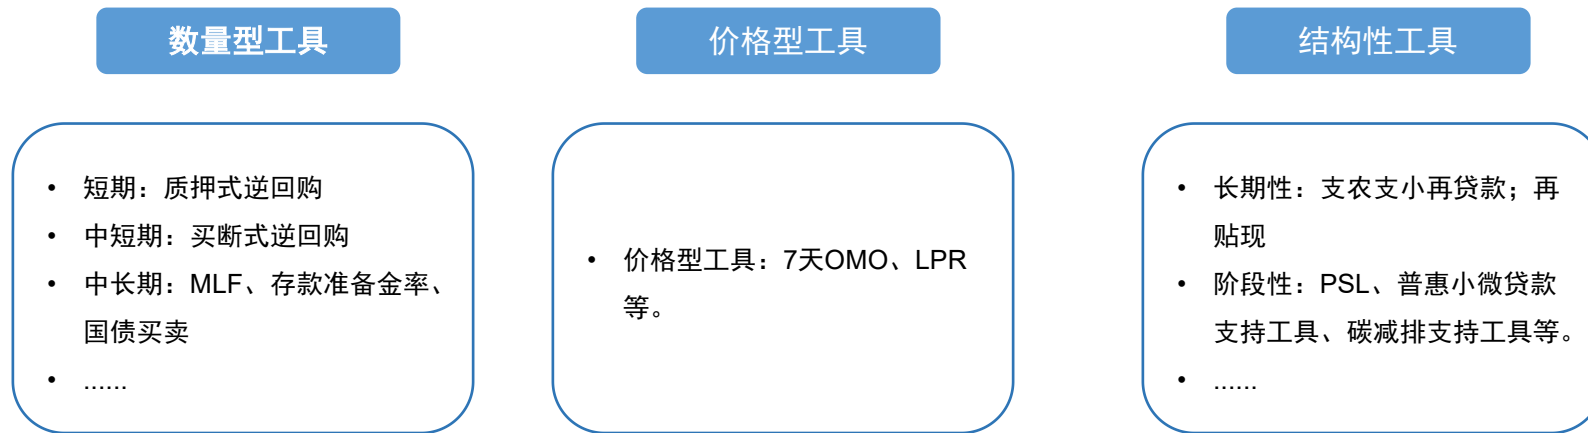 数量型工具
价格型工具
结构性工具
• 短期：质押式逆回购
• 中短期：买断式逆回购
• 中长期：MLF、存款准备金率、
国债买卖
• ......
• 价格型工具：7天OMO、LPR
等。
• 长期性：支农支小再贷款；再
贴现
• 阶段性：PSL、普惠小微贷款
支持工具、碳减排支持工具等。
• ......